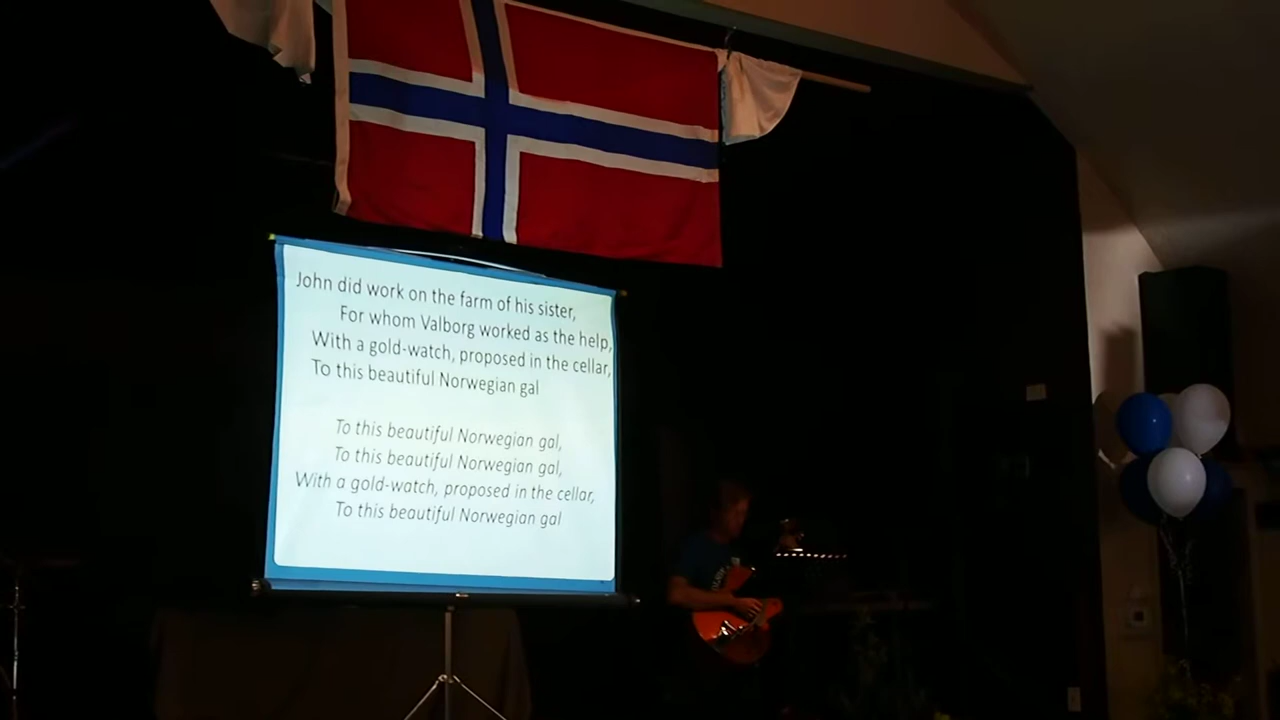 John did work on the farm of his sister,
For whom Valborg worked as the help,
With a gold-watch, proposed in the cellar,
To this beautiful Norwegian gal
To this beautiful Norwegian gal,
To this beautiful Norwegian gal,
With a gold-watch, proposed in the cellar,
To this beautiful Norwegian gal